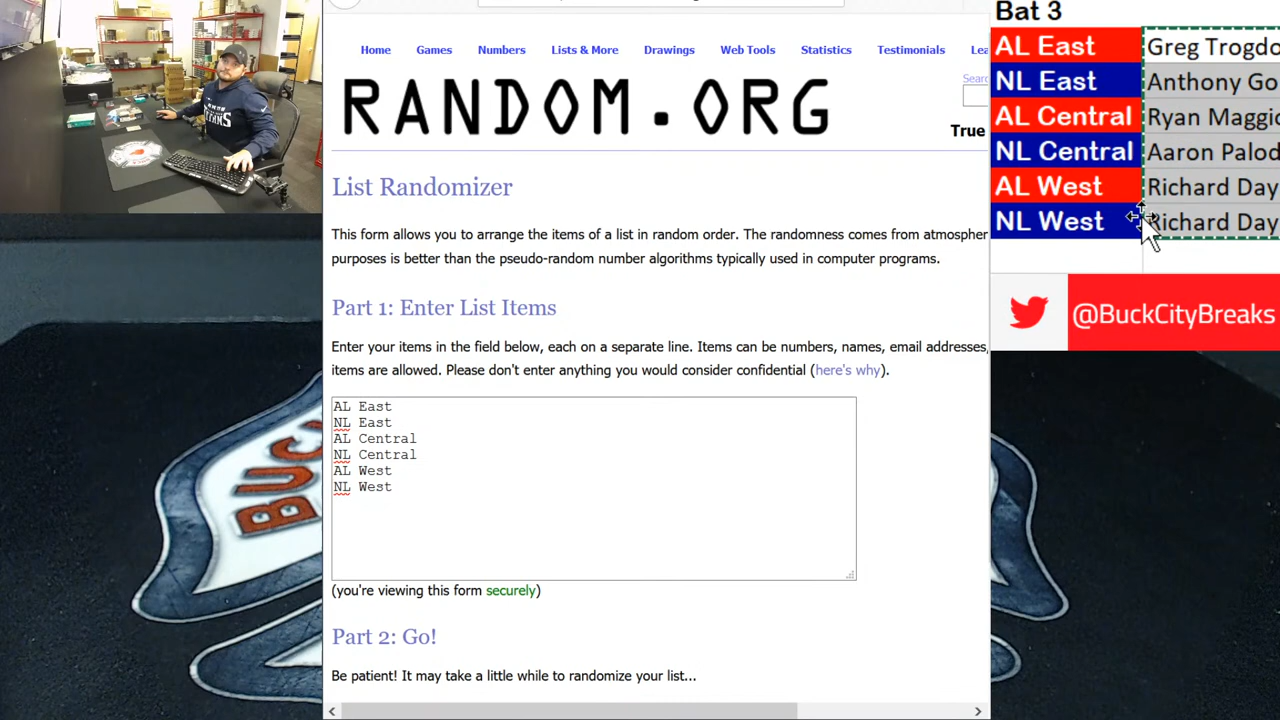 Home Games Numbers Lists & More Drawings Web Tools Statistics Testimonials
RANDOM.ORG
True
List Randomizer
This form allows you to arrange the items of a list in random order. The randomness comes from
purposes is better than the pseudo-random number algorithms typically used in computer programs.
Part 1: Enter List Items
Enter your items in the field below, each on a separate line. Items can be numbers, names, email addresses,
items are allowed. Please don't enter anything you would consider confidential (here's why).
AL East
NL East
AL Central
NL Central
AL West
NL West
(you're viewing this form securely)
Part 2: Go!
Be patient! It may take a little while to randomize your list...
Bat 3
AL East Greg
NL East Anthony
AL Central Ryan
NL Central Aaron
AL West Richard Day
NL West Richard Day
@BuckCityBreaks